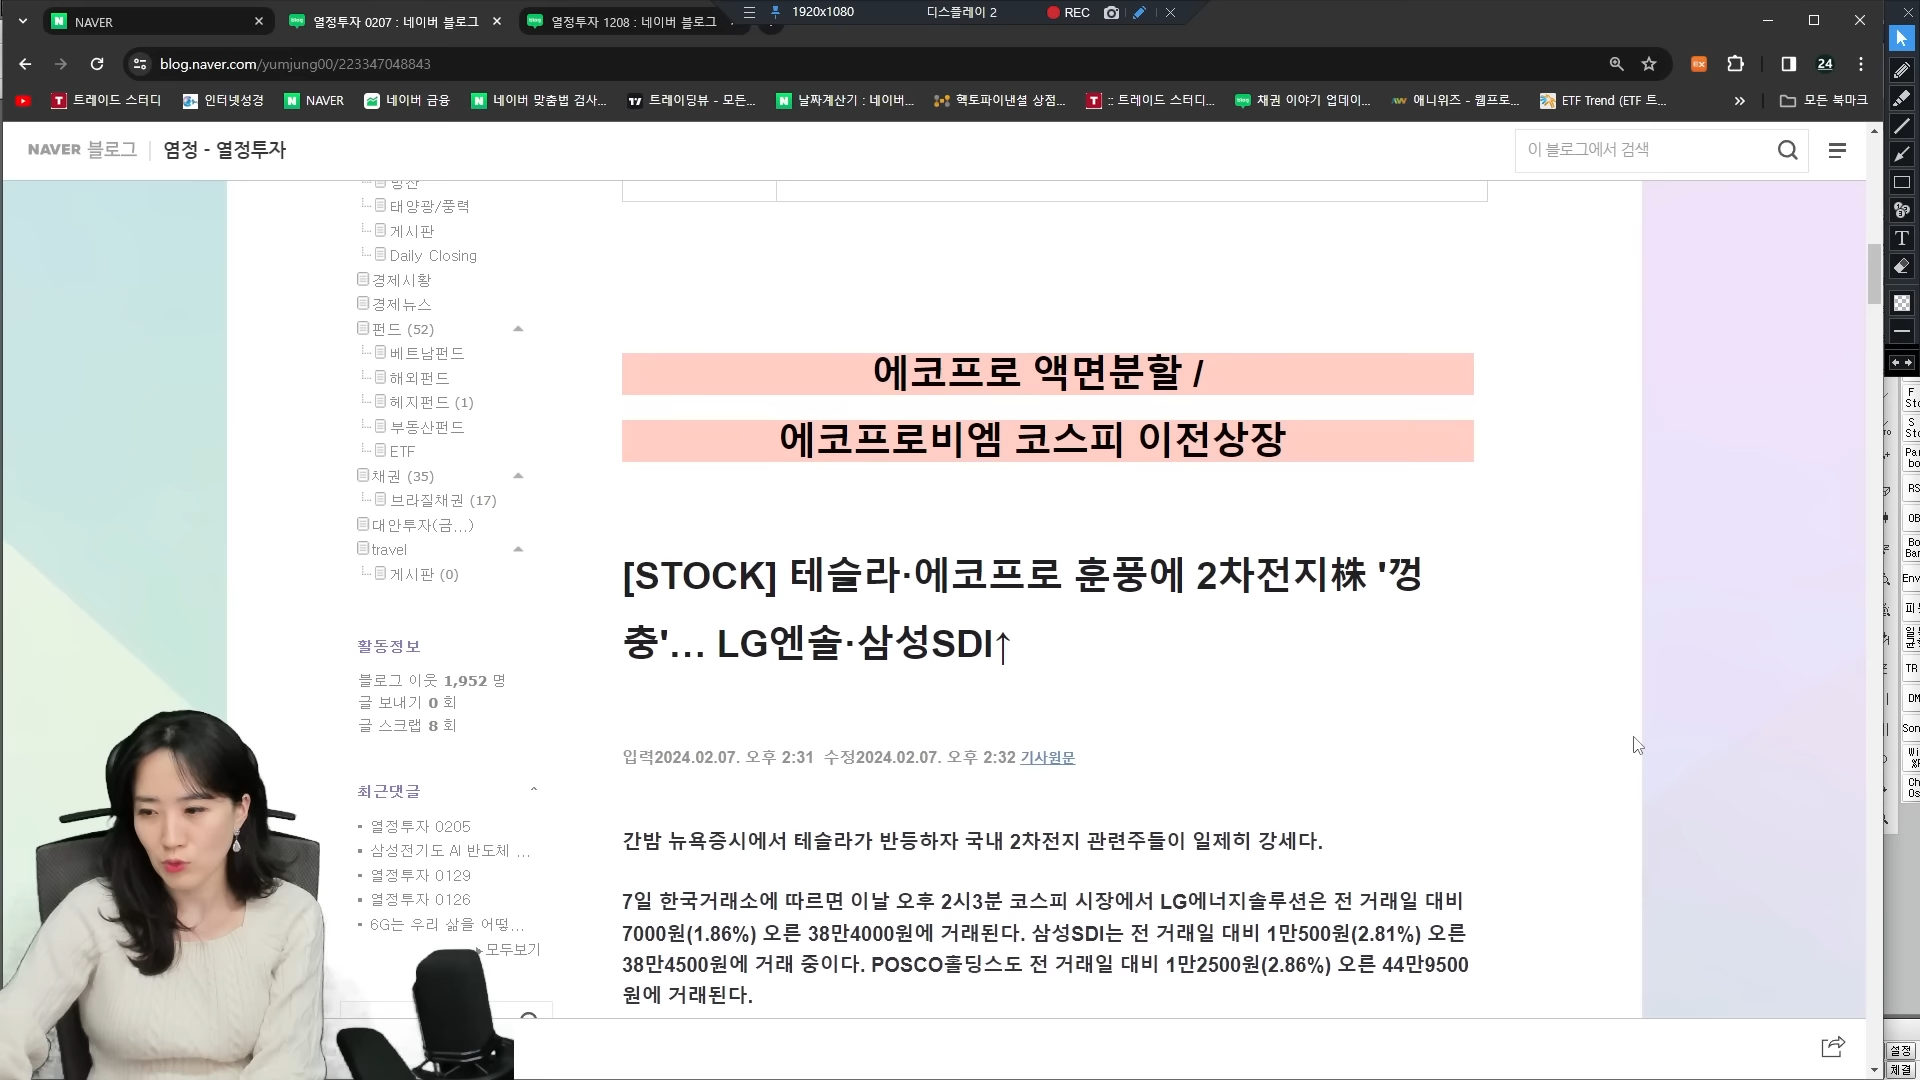 NAVER
열정투자 0207 : 네이버 블로그
열정투자 1208 : 네이버 블로그
1920x1080
디스플레이 2
REC
blog.naver.com/yumjung00/223347048843
24
트레이드 스터디
인터넷성경
NAVER
네이버 금융
네이버 맞춤법 검사...
트레이딩뷰 - 모든...
날짜계산기 : 네이버...
핵토파이낸셜 상점...
:: 트레이드 스터디...
채권 이야기 업데이...
애니위즈 - 웹프로...
ETF Trend (ETF 트...
모든 북마크
NAVER 블로그
염정 - 열정투자
이 블로그에서 검색
방산
태양광/풍력
게시판
Daily Closing
경제시황
경제뉴스
펀드 (52)
베트남펀드
해외펀드
헤지펀드 (1)
부동산펀드
ETF
채권 (35)
브라질채권 (17)
대안투자(금...)
travel
게시판 (0)
활동정보
블로그 이웃 1,952 명
글 보내기 0 회
글 스크랩 8 회
최근댓글
열정투자 0205
삼성전기도 AI 반도체 ...
열정투자 0129
열정투자 0126
6G는 우리 삶을 어떻...
모두보기
에코프로 액면분할 /
에코프로비엠 코스피 이전상장
[STOCK] 테슬라·에코프로 훈풍에 2차전지株 '껑
충'... LG엔솔·삼성SDI↑
입력2024.02.07. 오후 2:31 수정2024.02.07. 오후 2:32 기사원문
간밤 뉴욕증시에서 테슬라가 반등하자 국내 2차전지 관련주들이 일제히 강세다.
7일 한국거래소에 따르면 이날 오후 2시3분 코스피 시장에서 LG에너지솔루션은 전 거래일 대비
7000원(1.86%) 오른 38만4000원에 거래된다. 삼성SDI는 전 거래일 대비 1만500원(2.81%) 오른
38만4500원에 거래 중이다. POSCO홀딩스도 전 거래일 대비 1만2500원(2.86%) 오른 44만9500
원에 거래된다.
설정
체결